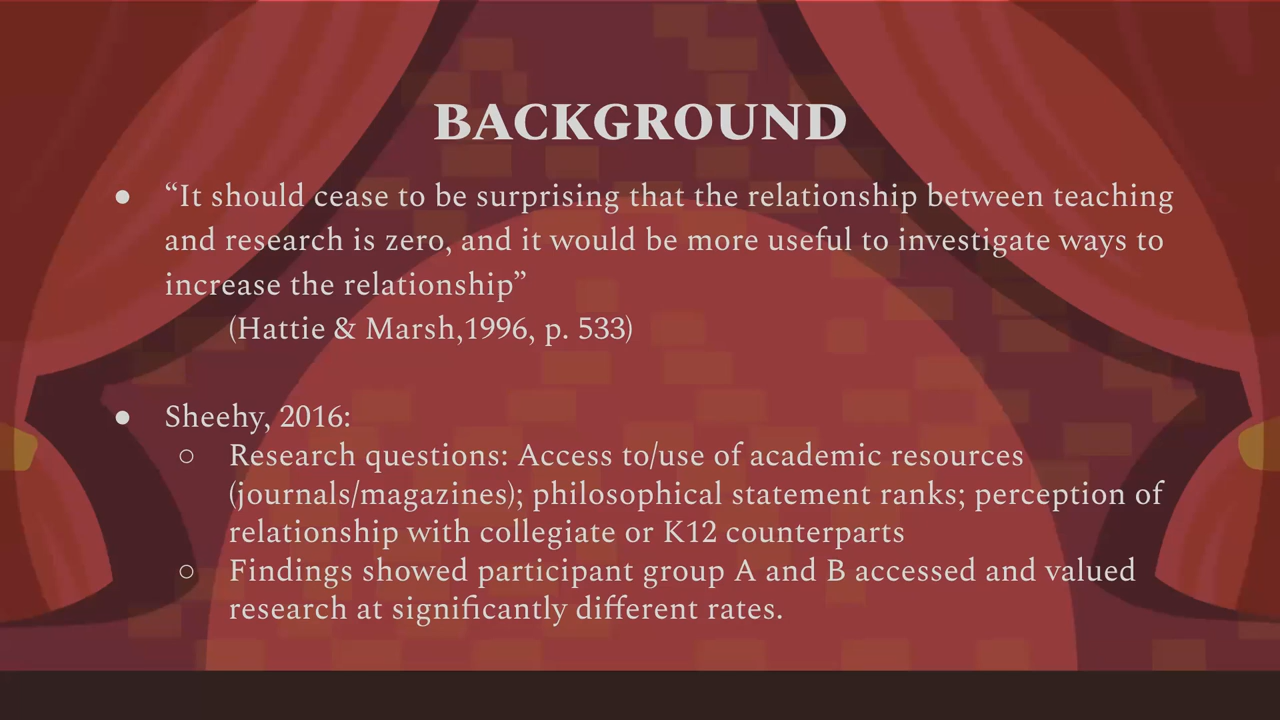 BACKGROUND
● “It should cease to be surprising that the relationship between teaching
and research is zero, and it would be more useful to investigate ways to
increase the relationship”
(Hattie & Marsh,1996, p. 533)
● Sheehy, 2016:
○ Research questions: Access to/use of academic resources
(journals/magazines); philosophical statement ranks; perception of
relationship with collegiate or K12 counterparts
○ Findings showed participant group A and B accessed and valued
research at significantly different rates.